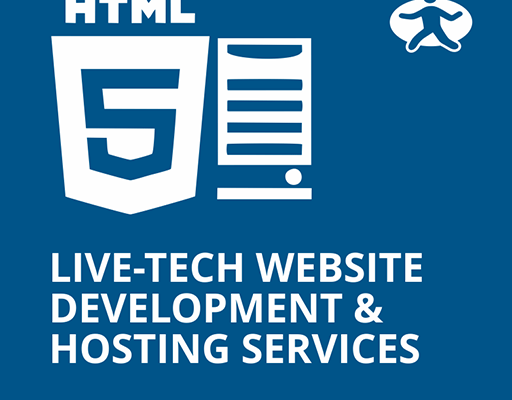 HTML
5
LIVE-TECH WEBSITE
DEVELOPMENT &
HOSTING SERVICES